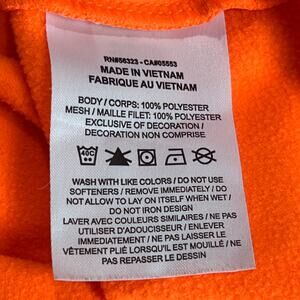 RN#56323 - CA#05553
MADE IN VIETNAM
FABRIQUE AU VIETNAM
BODY / CORPS: 100% POLYESTER
MESH / MAILLE FILET: 100% POLYESTER
EXCLUSIVE OF DECORATION /
DECORATION NON COMPRISE
40C
WASH WITH LIKE COLORS / DO NOT USE
SOFTENERS / REMOVE IMMEDIATELY / DO
NOT ALLOW TO LAY ON ITSELF WHEN WET /
DO NOT IRON DESIGN
LAVER AVEC COULEURS SIMILAIRES / NE PAS
UTILISER D'ADOUCISSEUR / ENLEVER
IMMEDIATEMENT / NE PAS LAISSER LE
VÊTEMENT PLIÉ LORSQU'IL EST MOUILLÉ / NE
PAS REPASSER LE DESSIN